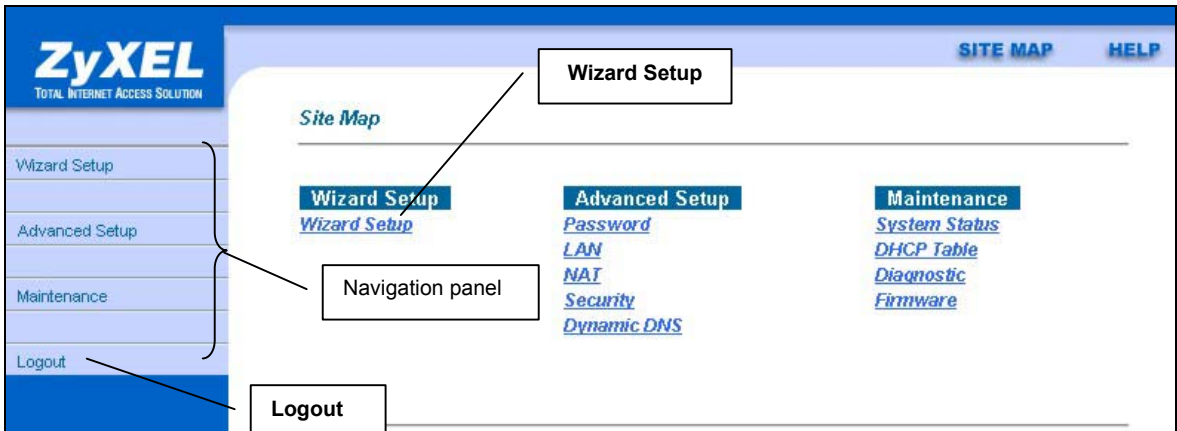 ZyXEL
TOTAL INTERNET ACCESS SOLUTION
SITE MAP HELP
Wizard Setup
Site Map
Wizard Setup
Advanced Setup
Maintenance
Logout
Navigation panel
Logout
Wizard Setup
Wizard Setup
Advanced Setup
Password
LAN
NAT
Security
Dynamic DNS
Maintenance
System Status
DHCP Table
Diagnostic
Firmware